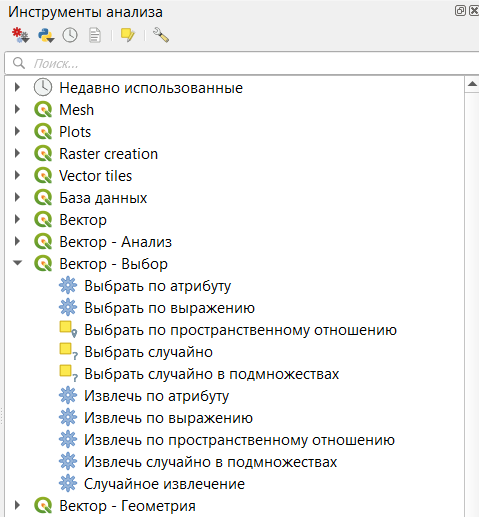 Инструменты анализа
Поиск...
Недавно использованные
Mesh
Plots
Raster creation
Vector tiles
База данных
Вектор
Вектор - Анализ
Вектор - Выбор
Выбрать по атрибуту
Выбрать по выражению
Выбрать по пространственному отношению
Выбрать случайно
Выбрать случайно в подмножествах
Извлечь по атрибуту
Извлечь по выражению
Извлечь по пространственному отношению
Извлечь случайно в подмножествах
Случайное извлечение
Вектор - Геометрия